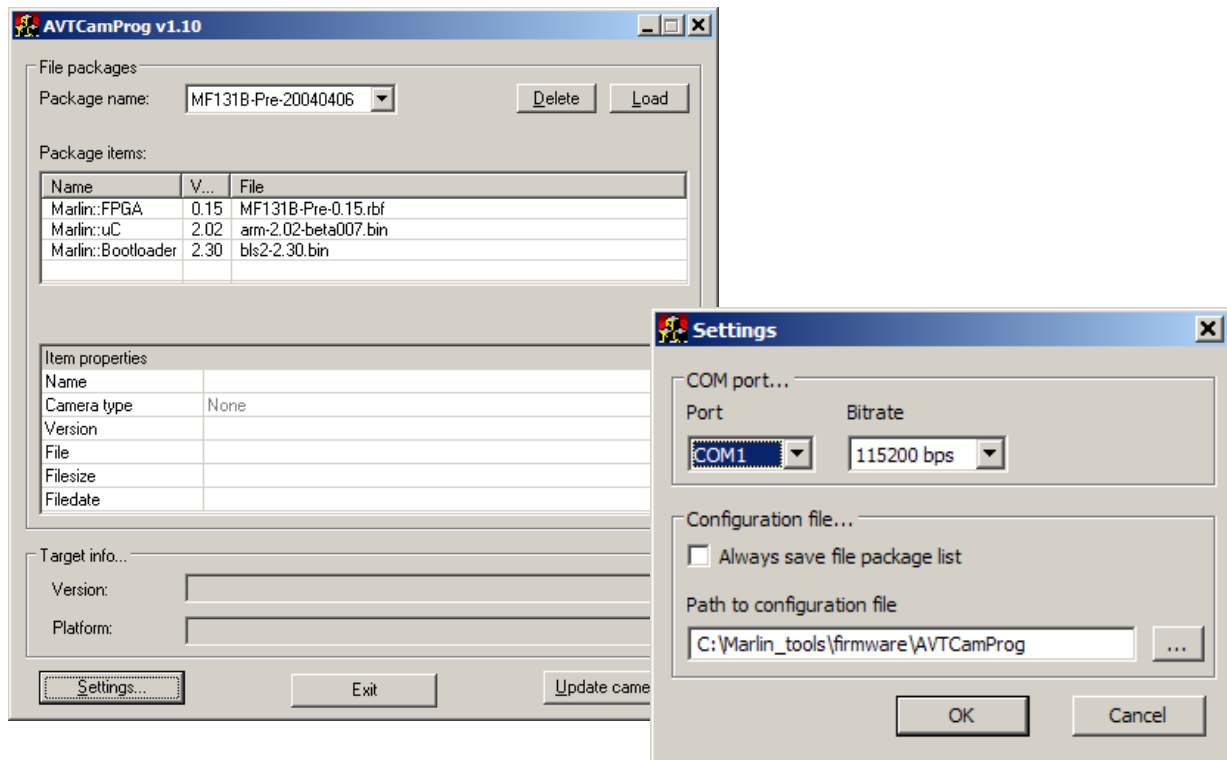 AVTCamProg v1.10
File packages
Package name: MF131B-Pre-20040406 Delete Load
Package items:
Name V... File
Marlin::FPGA 0.15 MF131B-Pre-0.15.rbf
Marlin::uC 2.02 arm-2.02-beta007.bin
Marlin::Bootloader 2.30 bls2-2.30.bin
Item properties
Name
Camera type None
Version
File
Filesize
Filedate
Target info...
Version:
Platform:
Settings... Exit Update came
Settings
COM port...
Port Bitrate
COM1 115200 bps
Configuration file...
Always save file package list
Path to configuration file
C:\Marlin_tools\firmware\AVTCamProg ...
OK Cancel